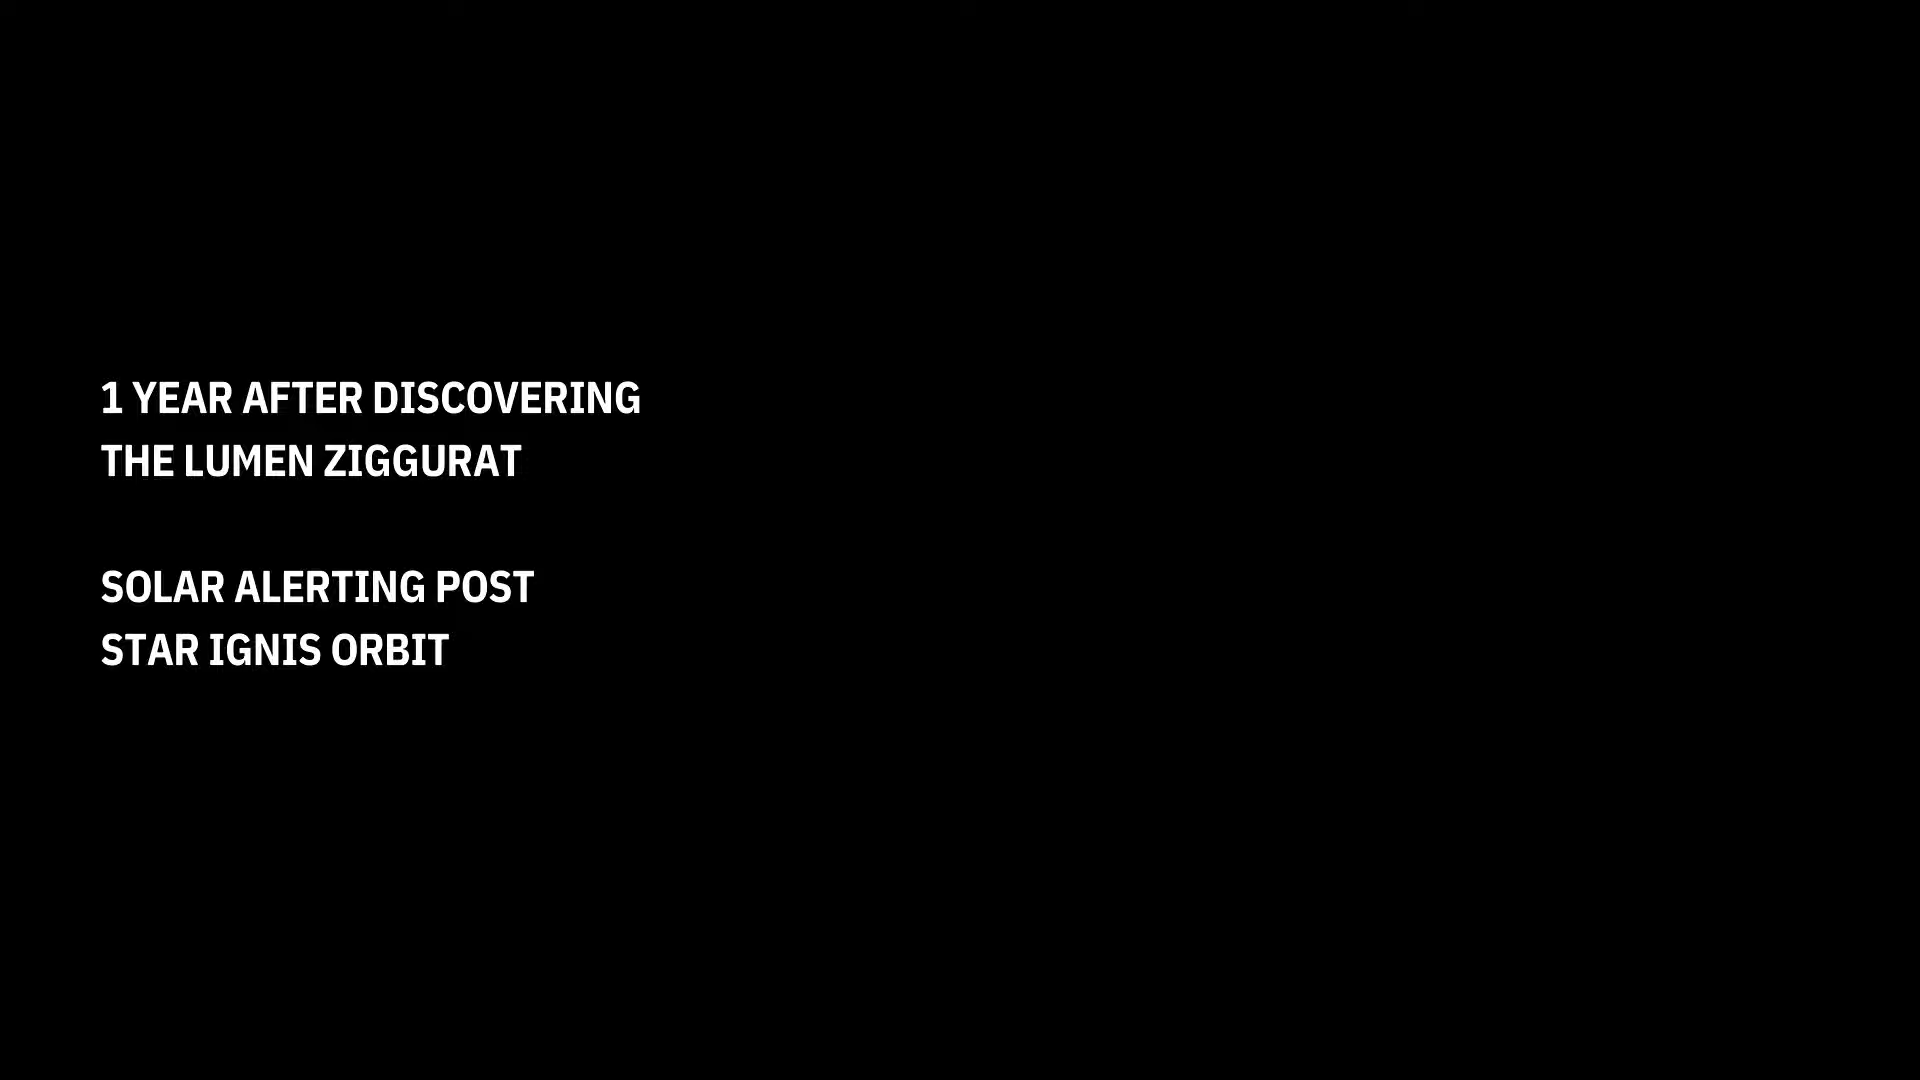 1 YEAR AFTER DISCOVERING
THE LUMEN ZIGGURAT
SOLAR ALERTING POST
STAR IGNIS ORBIT